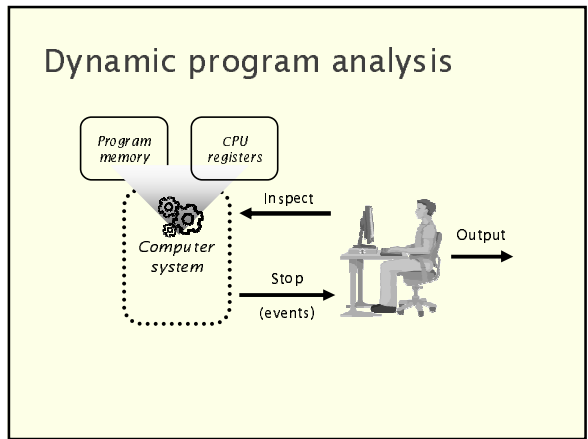 Dynamic program analysis
Program
memory
CPU
registers
Inspect
Computer
system
Output
Stop
(events)